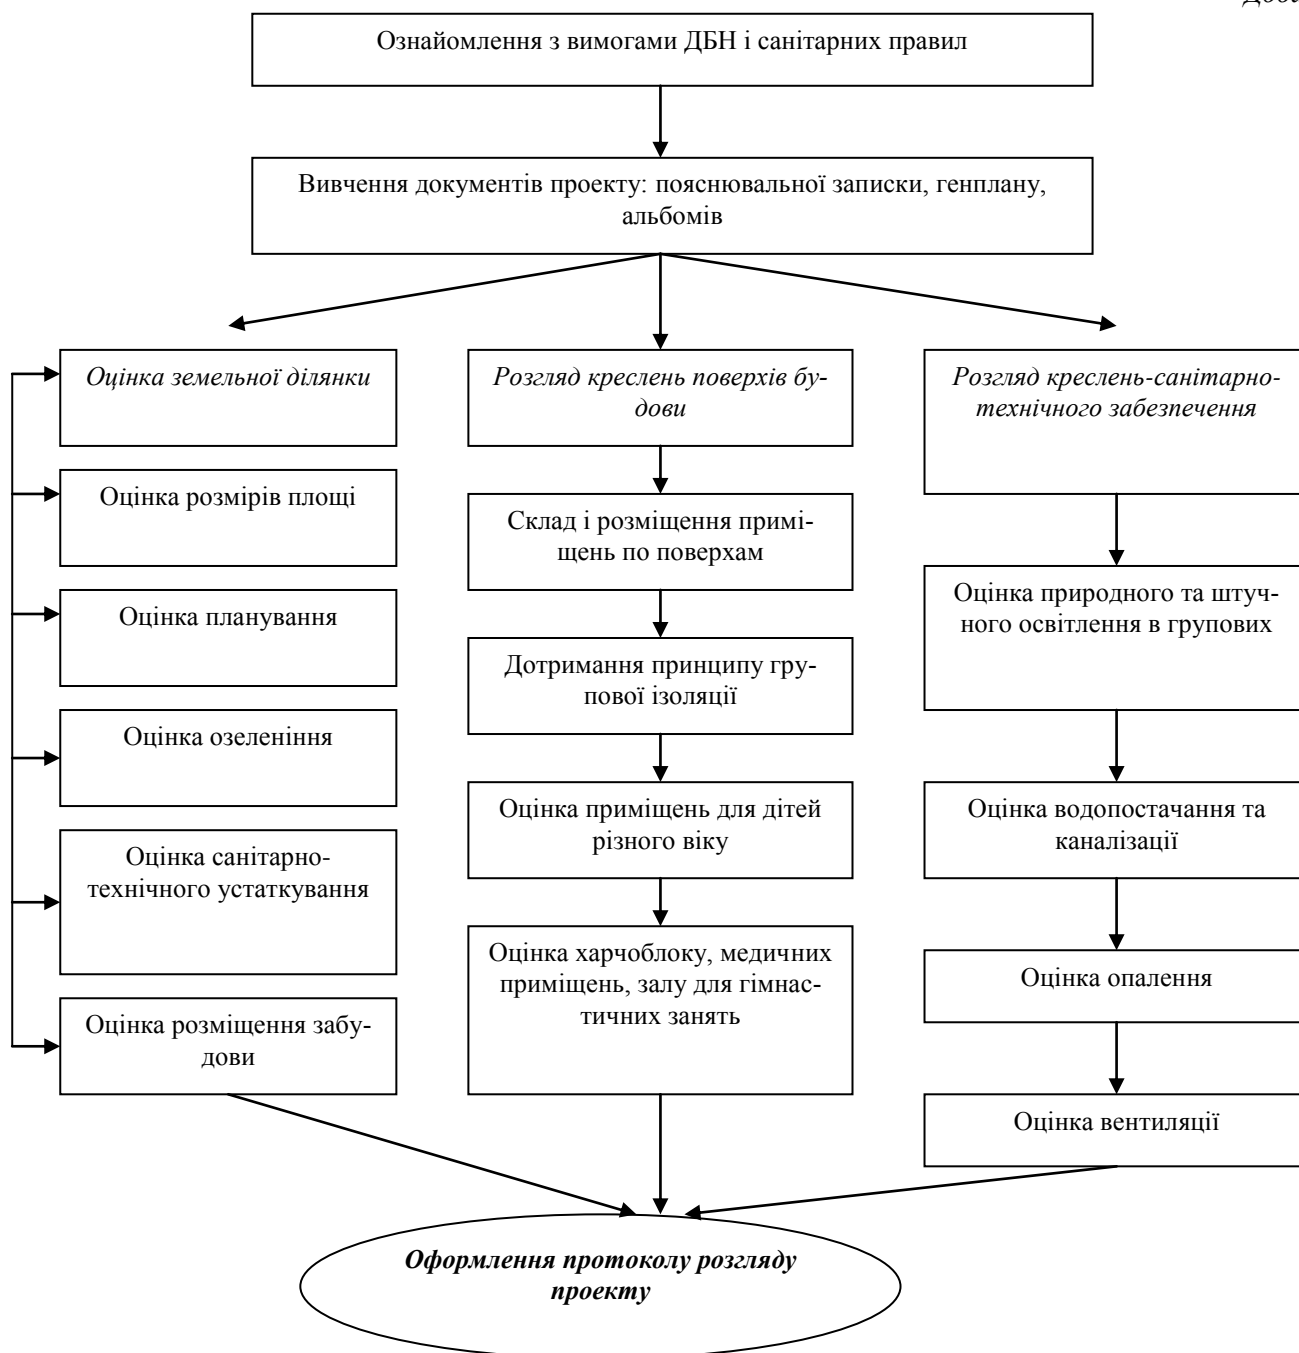 Ознайомлення з вимогами ДБН і санітарних правил
Вивчення документів проекту: пояснювальної записки, генплану,
альбомів
Оцінка земельної ділянки
Оцінка розмірів площі
Оцінка планування
Оцінка озеленіння
Оцінка санітарно-
технічного устаткування
Оцінка розміщення забу-
дови
Розгляд креслень поверхів бу-
дови
Склад і розміщення примі-
щень по поверхам
Дотримання принципу гру-
пової ізоляції
Оцінка приміщень для дітей
різного віку
Оцінка харчоблоку, медичних
приміщень, залу для гімнас-
тичних занять
Розгляд креслень-санітарно-
технічного забезпечення
Оцінка природного та штуч-
ного освітлення в групових
Оцінка водопостачання та
каналізації
Оцінка опалення
Оцінка вентиляції
Оформлення протоколу розгляду
проекту